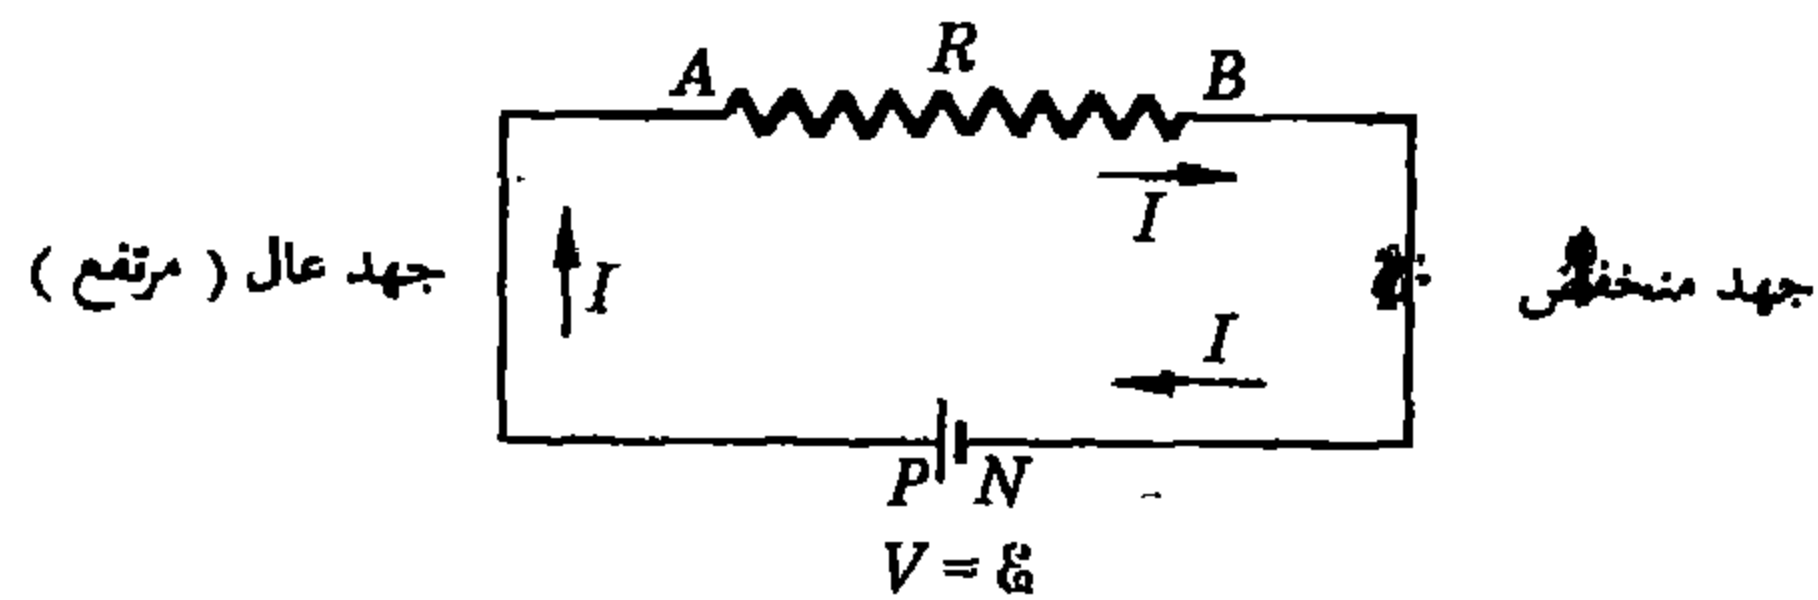 R
A
B
I
جهد عال ( مرتفع )
I
جهد منخفض
I
P
N
V = ℰ